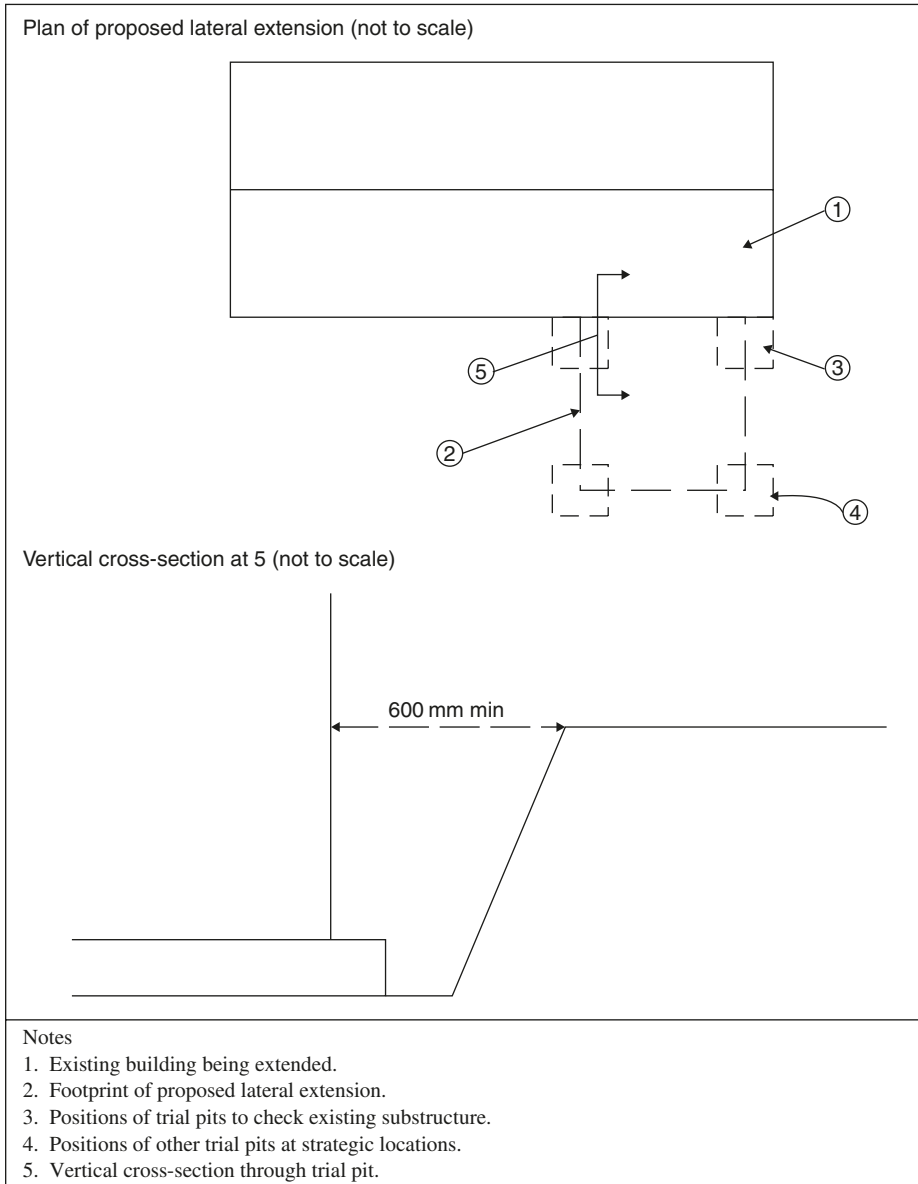 Plan of proposed lateral extension (not to scale)
1
5
3
2
4
Vertical cross-section at 5 (not to scale)
600 mm min
Notes
1. Existing building being extended.
2. Footprint of proposed lateral extension.
3. Positions of trial pits to check existing substructure.
4. Positions of other trial pits at strategic locations.
5. Vertical cross-section through trial pit.